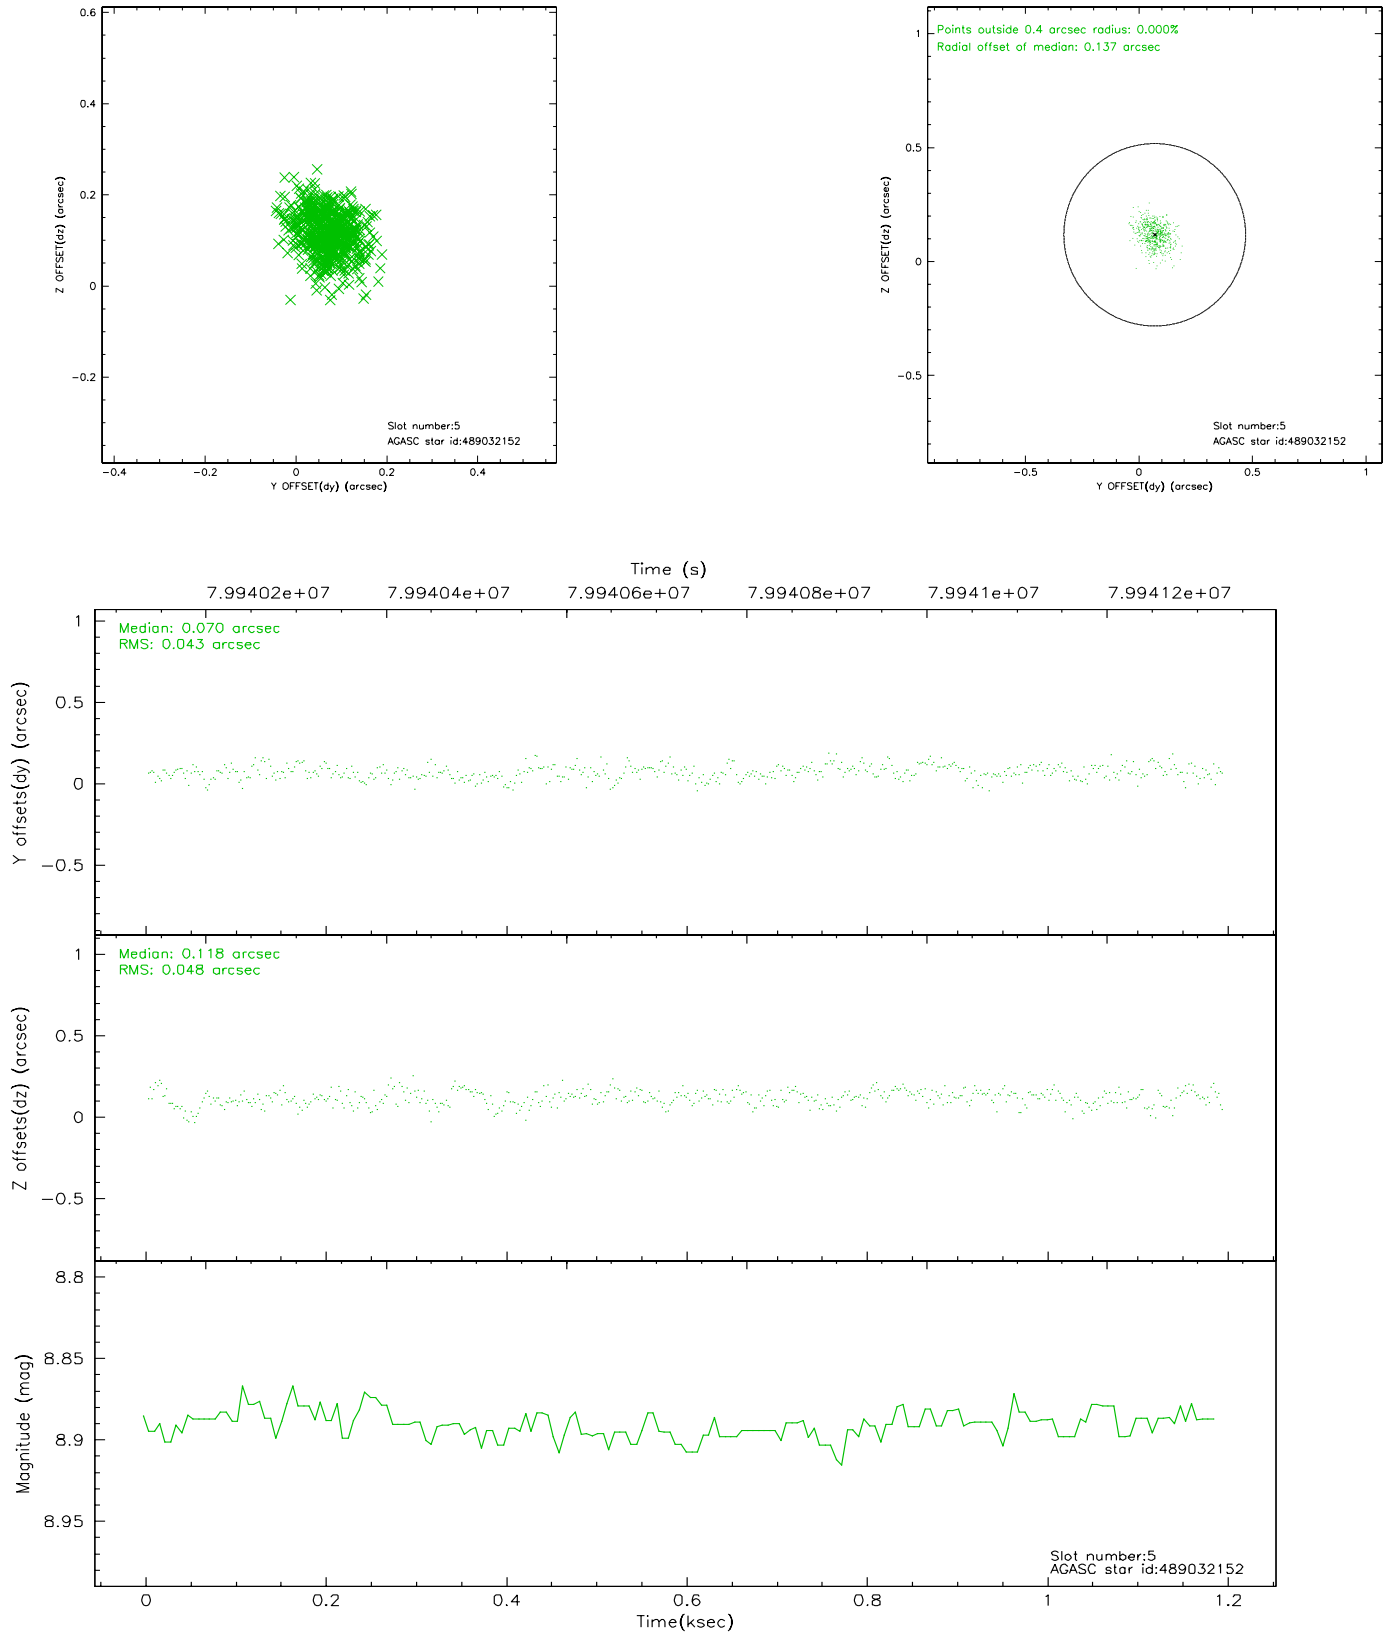 0.6
0.4
0.2
0
−0.2
Z OFFSET(dz) (arcsec)
−0.4 −0.2 0 0.2 0.4
Y OFFSET(dy) (arcsec)
Slot number:5
AGASC star id:489032152
Points outside 0.4 arcsec radius: 0.000%
Radial offset of median: 0.137 arcsec
1
0.5
0
−0.5
Z OFFSET(dz) (arcsec)
−0.5 0 0.5 1
Y OFFSET(dy) (arcsec)
Slot number:5
AGASC star id:489032152
Time (s)
7.99402e+07 7.99404e+07 7.99406e+07 7.99408e+07 7.9941e+07 7.99412e+07
Median: 0.070 arcsec
RMS: 0.043 arcsec
1
0.5
0
−0.5
Y offsets(dy) (arcsec)
Median: 0.118 arcsec
RMS: 0.048 arcsec
1
0.5
0
−0.5
Z offsets(dz) (arcsec)
8.8
8.85
8.9
8.95
Magnitude (mag)
Slot number:5
AGASC star id:489032152
0 0.2 0.4 0.6 0.8 1 1.2
Time(ksec)